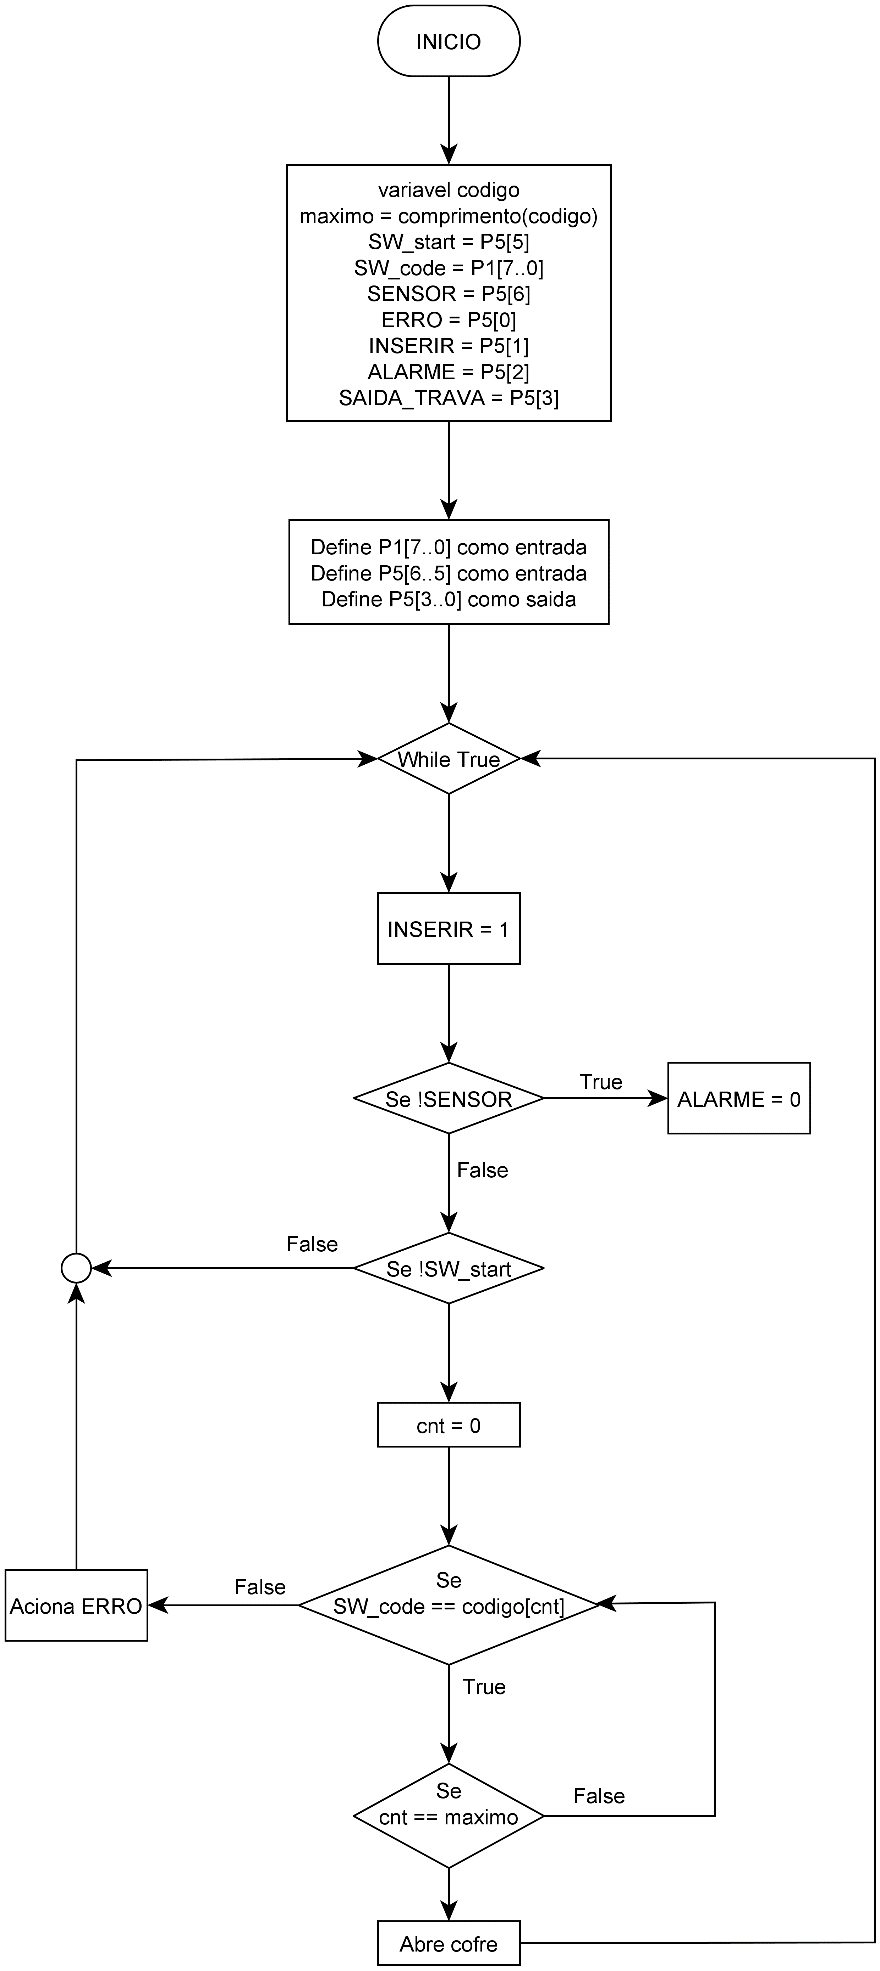 INICIO
variavel codigo
maximo = comprimento(codigo)
SW_start = P5[5]
SW_code = P1[7..0]
SENSOR = P5[6]
ERRO = P5[0]
INSERIR = P5[1]
ALARME = P5[2]
SAIDA_TRAVA = P5[3]
Define P1[7..0] como entrada
Define P5[6..5] como entrada
Define P5[3..0] como saida
While True
INSERIR = 1
Se !SENSOR
True
ALARME = 0
False
Se !SW_start
False
cnt = 0
Se
SW_code == codigo[cnt]
False
Aciona ERRO
True
Se
cnt == maximo
False
Abre cofre